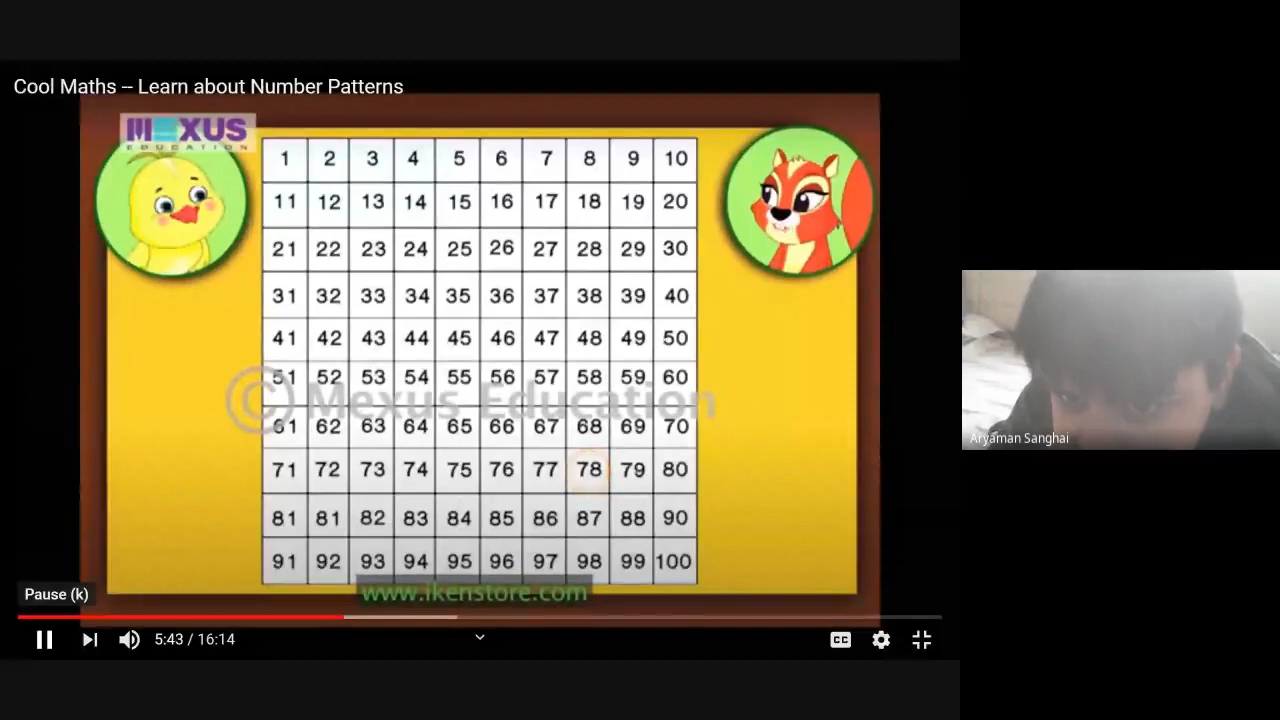 Cool Maths -- Learn about Number Patterns
MEXUS
EDUCATION
1 2 3 4 5 6 7 8 9 10
11 12 13 14 15 16 17 18 19 20
21 22 23 24 25 26 27 28 29 30
31 32 33 34 35 36 37 38 39 40
41 42 43 44 45 46 47 48 49 50
51 52 53 54 55 56 57 58 59 60
© Mexus Education
61 62 63 64 65 66 67 68 69 70
71 72 73 74 75 76 77 78 79 80
81 81 82 83 84 85 86 87 88 90
91 92 93 94 95 96 97 98 99 100
www.ikenstore.com
Pause (k)
5:43 / 16:14
CC
Aryaman Sanghai